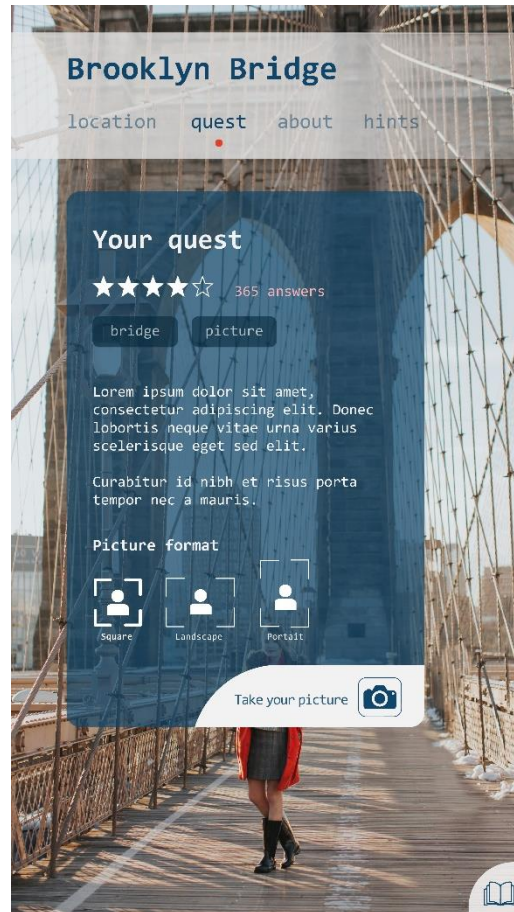 Brooklyn Bridge
location quest about hints
Your quest
365 answers
bridge picture
Lorem ipsum dolor sit amet,
consectetur adipiscing elit. Donec
lobortis neque vitae urna varius
scelerisque eget sed elit.
Curabitur id nibh et risus porta
tempor nec a mauris.
Picture format
Square Landscape Portait
Take your picture